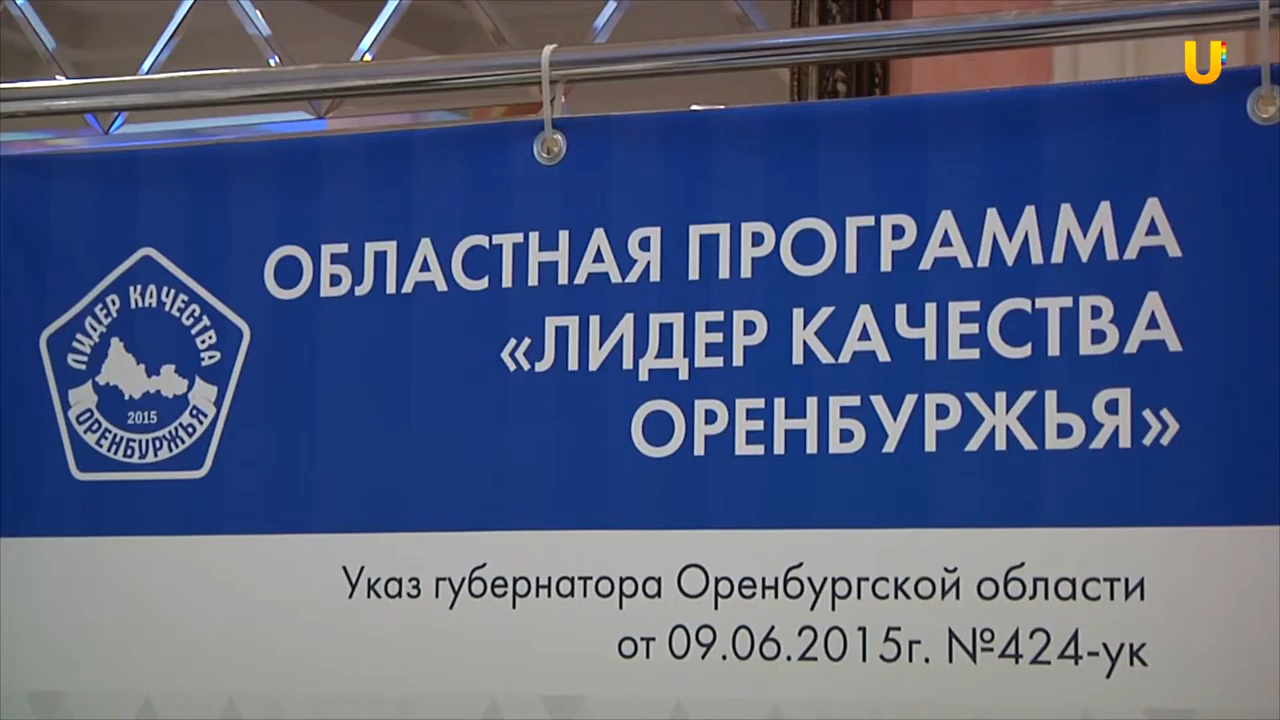 U
ОБЛАСТНАЯ ПРОГРАММА
«ЛИДЕР КАЧЕСТВА
ОРЕНБУРЖЬЯ»
ЛИДЕР КАЧЕСТВА
2015
ОРЕНБУРЖЬЯ
Указ губернатора Оренбургской области
от 09.06.2015г. №424-ук